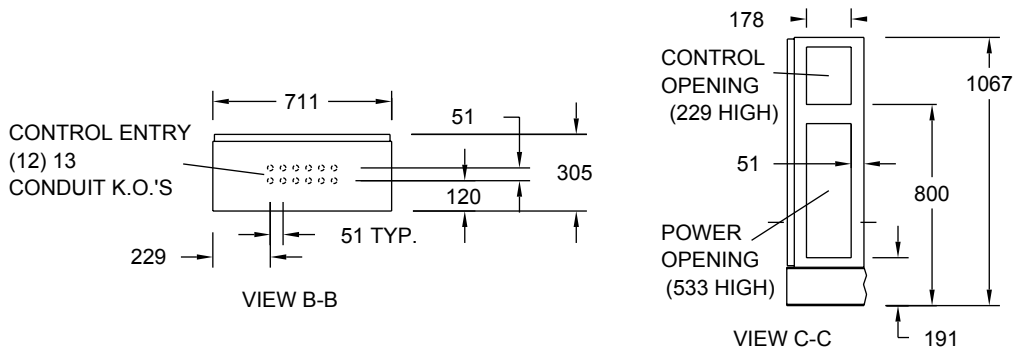 711
CONTROL ENTRY
(12) 13
CONDUIT K.O.'S
51
305
120
51 TYP.
229
VIEW B-B
178
CONTROL
OPENING
(229 HIGH)
1067
51
800
POWER
OPENING
(533 HIGH)
VIEW C-C
191